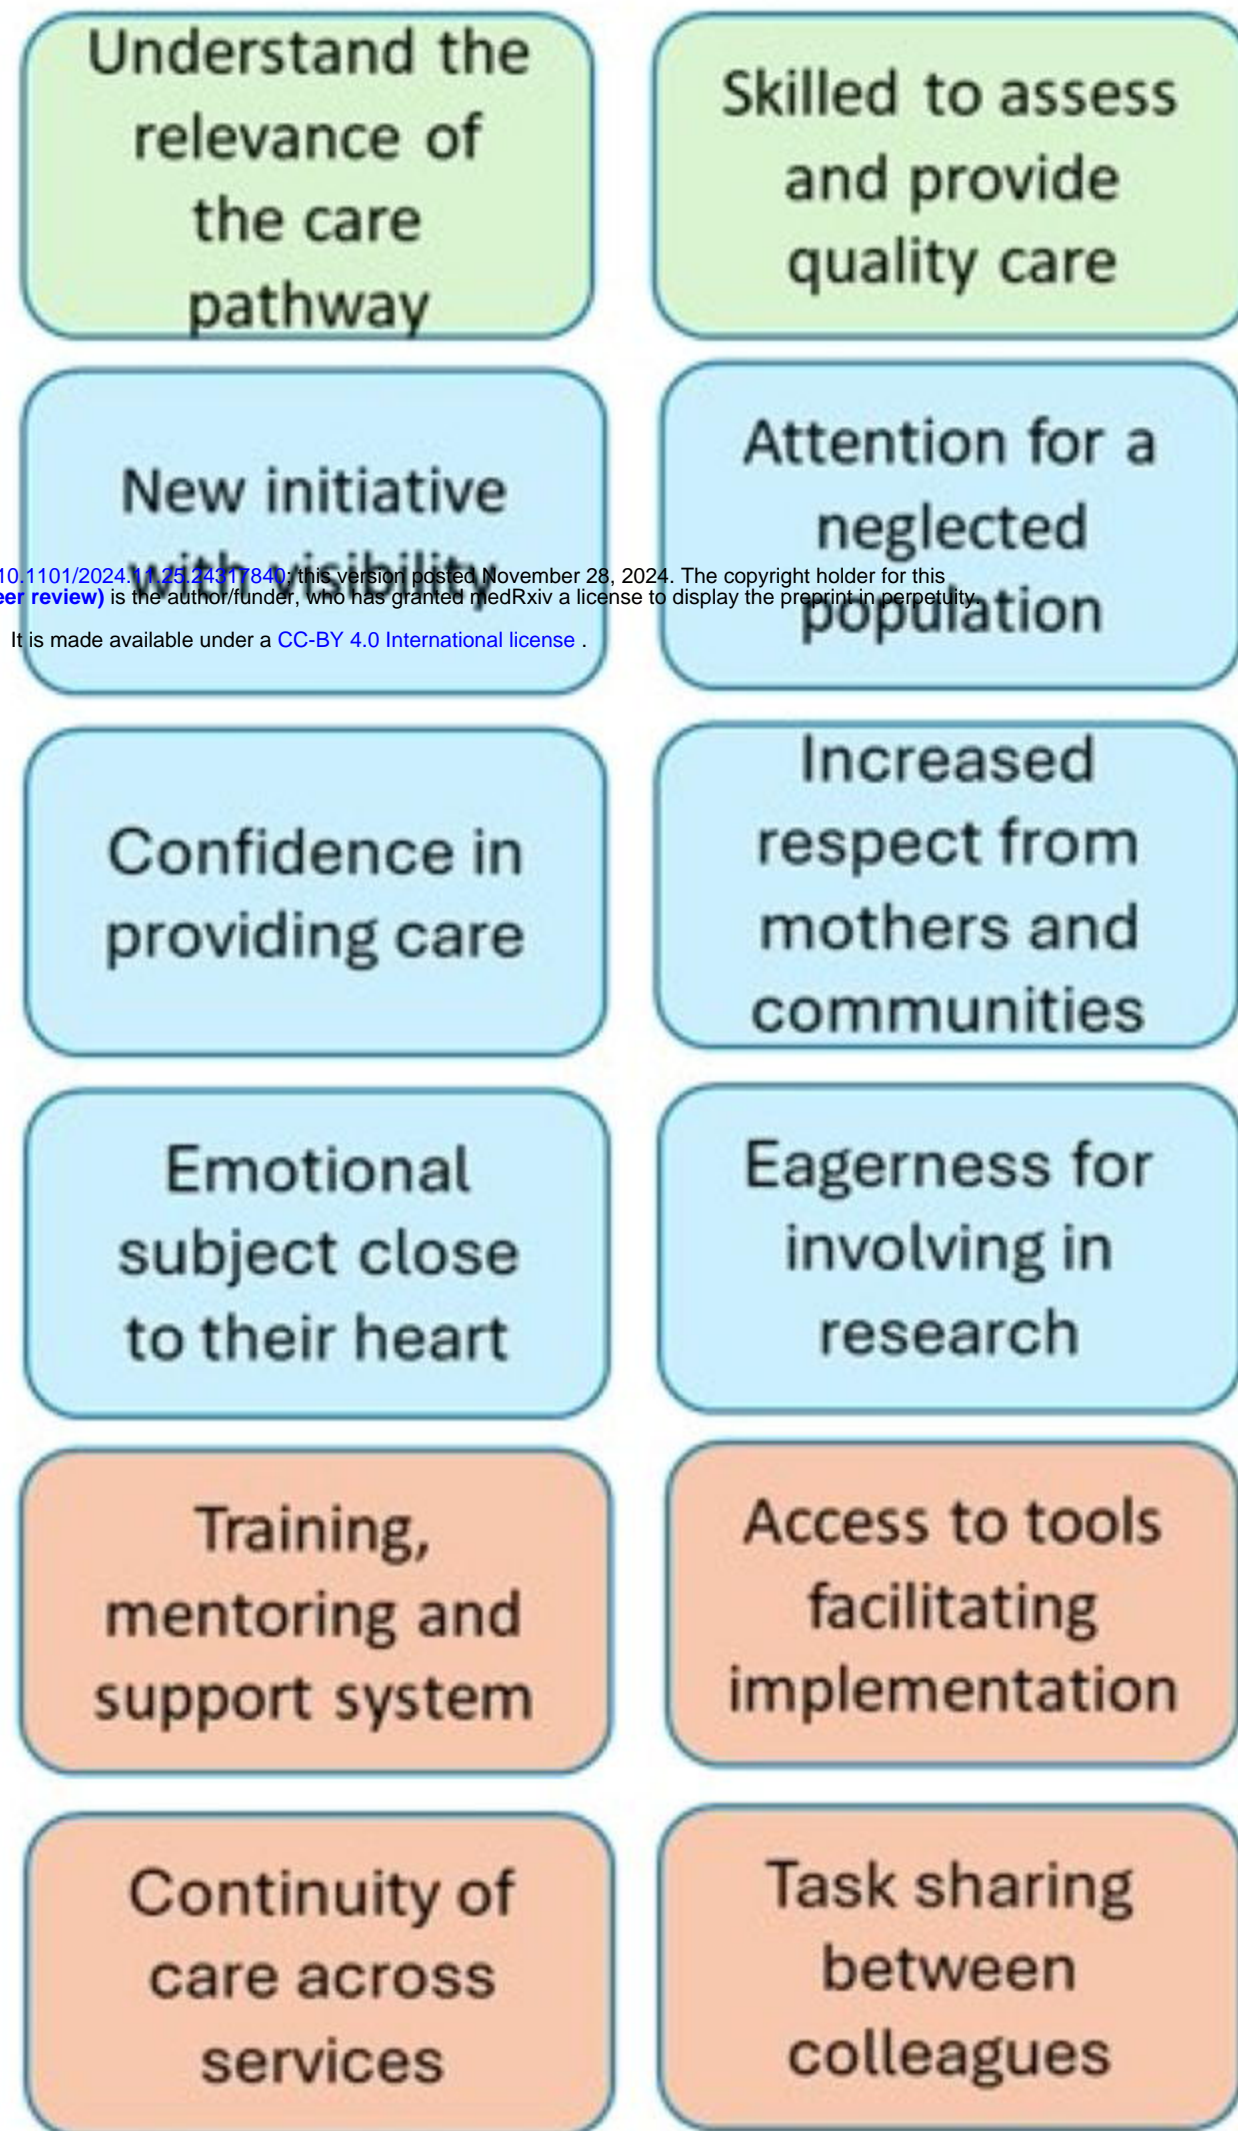 Understand the
relevance of
the care
pathway
Skilled to assess
and provide
quality care
New initiative
with visibility
Attention for a
neglected
population
10.1101/2024.11.25.24317840; this version posted November 28, 2024. The copyright holder for this
eer review) is the author/funder, who has granted medRxiv a license to display the preprint in perpetuity.
It is made available under a CC-BY 4.0 International license .
Confidence in
providing care
Increased
respect from
mothers and
communities
Emotional
subject close
to their heart
Eagerness for
involving in
research
Training,
mentoring and
support system
Access to tools
facilitating
implementation
Continuity of
care across
services
Task sharing
between
colleagues